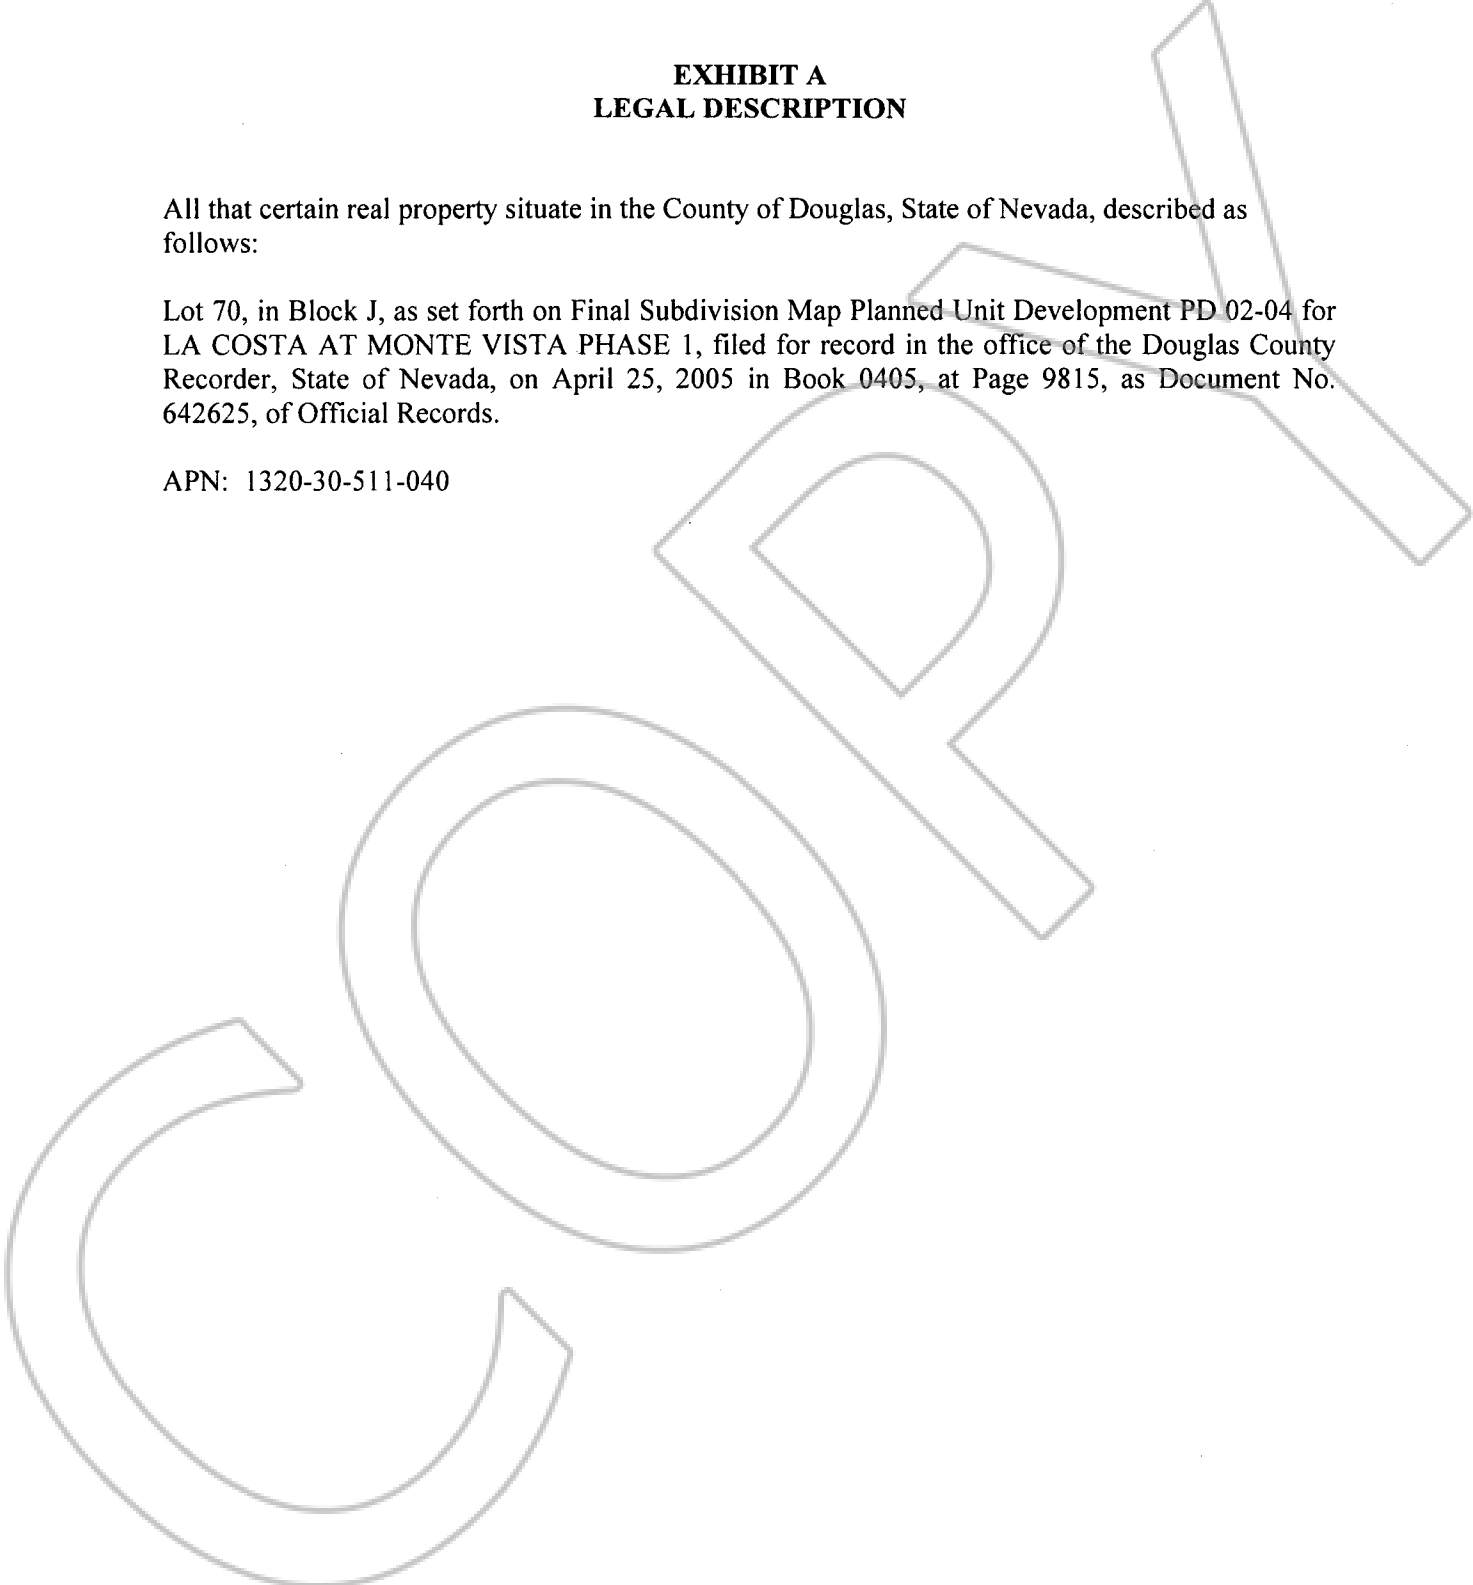 EXHIBIT A
LEGAL DESCRIPTION
All that certain real property situate in the County of Douglas, State of Nevada, described as
follows:
Lot 70, in Block J, as set forth on Final Subdivision Map Planned Unit Development PD 02-04 for
LA COSTA AT MONTE VISTA PHASE 1, filed for record in the office of the Douglas County
Recorder, State of Nevada, on April 25, 2005 in Book 0405, at Page 9815, as Document No.
642625, of Official Records.
APN: 1320-30-511-040
COPY